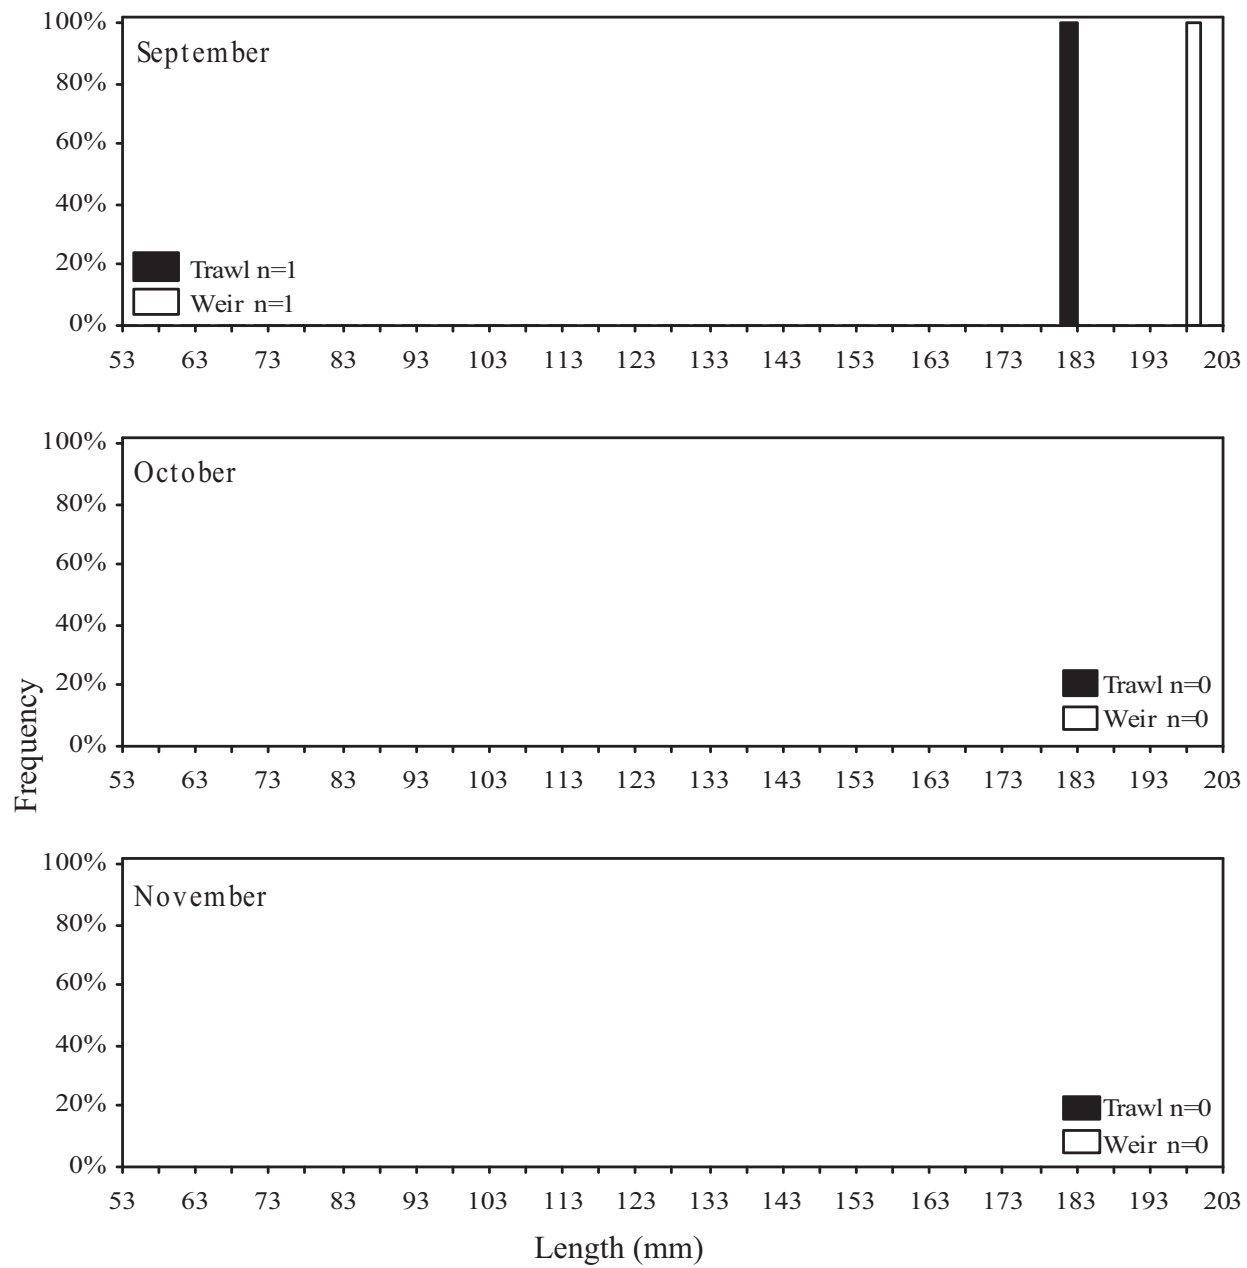 100%
September
80%
60%
40%
20%
Trawl n=1
Weir n=1
0%
53 63 73 83 93 103 113 123 133 143 153 163 173 183 193 203
100%
October
80%
60%
40%
20%
Trawl n=0
Weir n=0
0%
53 63 73 83 93 103 113 123 133 143 153 163 173 183 193 203
Frequency
100%
November
80%
60%
40%
20%
Trawl n=0
Weir n=0
0%
53 63 73 83 93 103 113 123 133 143 153 163 173 183 193 203
Length (mm)